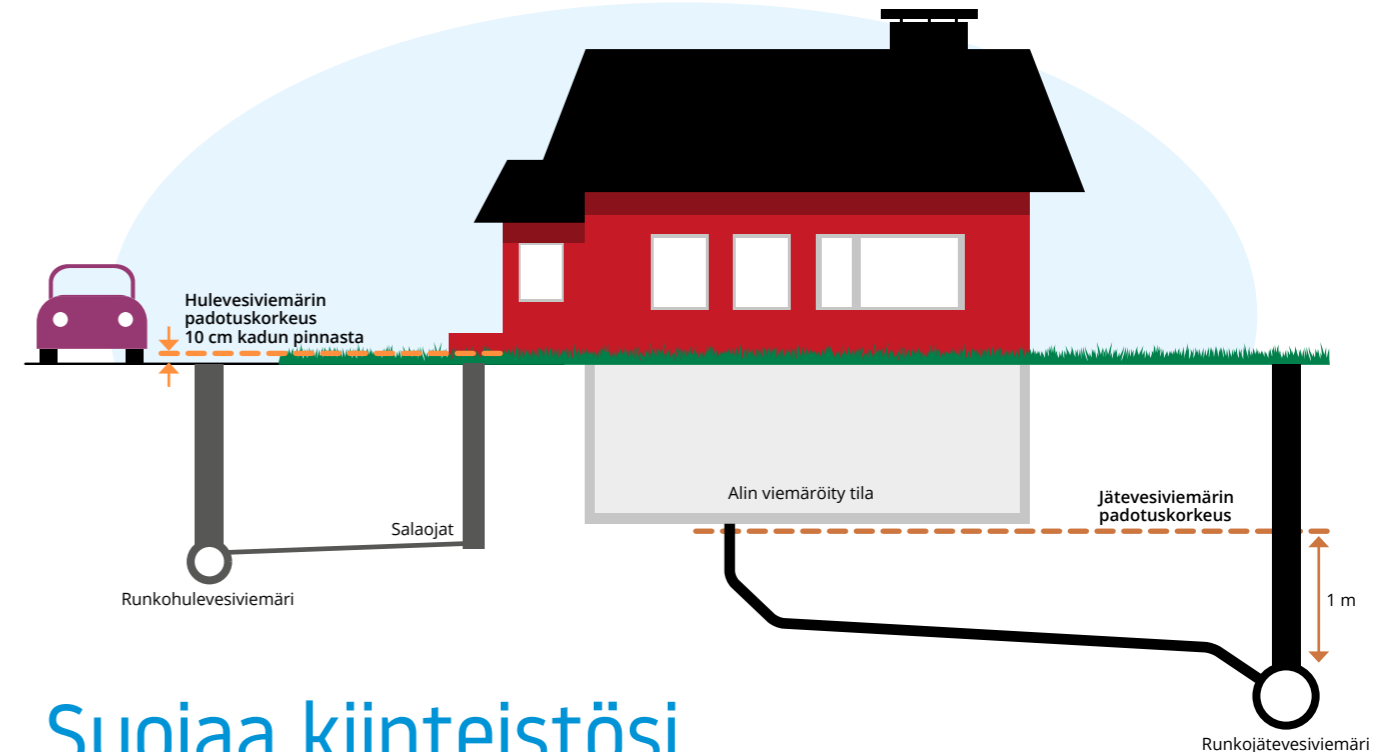 Hulevesiviemärin
padotuskorkeus
10 cm kadun pinnasta
Alin viemäröity tila
Jätevesiviemärin
padotuskorkeus
Salaojat
Runkohulevesiviemäri
1 m
Suojaa kiinteistösi
Runkojätevesiviemäri